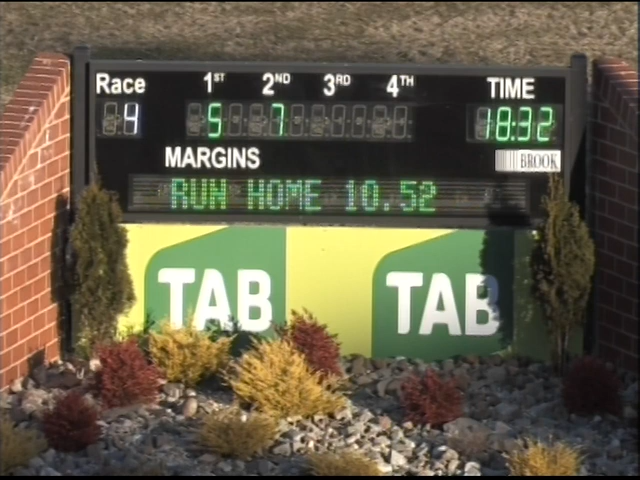 Race 1ST 2ND 3RD 4TH TIME
4 5 7 18:32
MARGINS BROOK
RUN HOME 10.52
TAB TAB